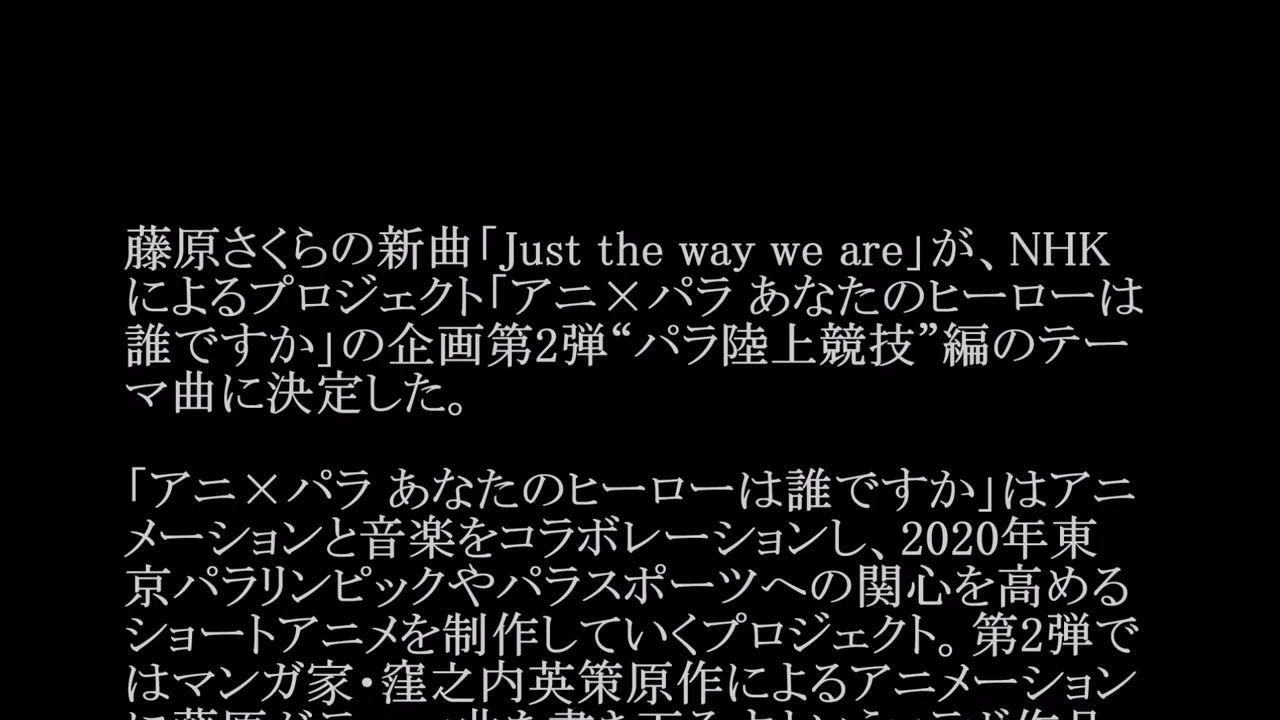 藤原さくらの新曲「Just the way we are」が、NHK
によるプロジェクト「アニ×パラ あなたのヒーローは
誰ですか」の企画第2弾“パラ陸上競技”編のテー
マ曲に決定した。
「アニ×パラ あなたのヒーローは誰ですか」はアニ
メーションと音楽をコラボレーションし、2020年東
京パラリンピックやパラスポーツへの関心を高める
ショートアニメを制作していくプロジェクト。第2弾で
はマンガ家・窪之内英策原作によるアニメーション